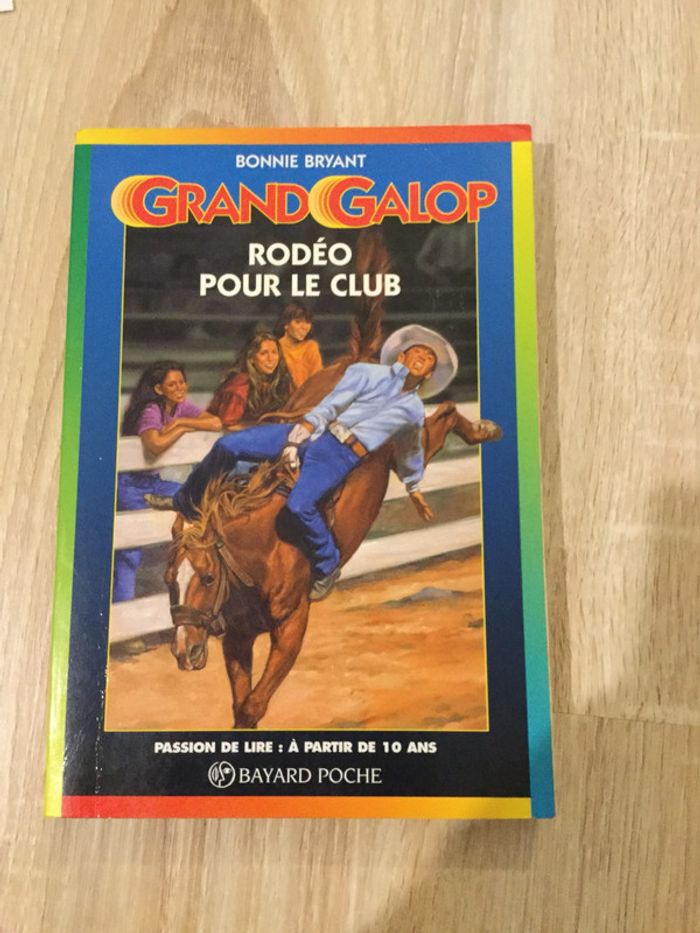 BONNIE BRYANT
GRAND GALOP
RODÉO
POUR LE CLUB
PASSION DE LIRE : À PARTIR DE 10 ANS
BAYARD POCHE